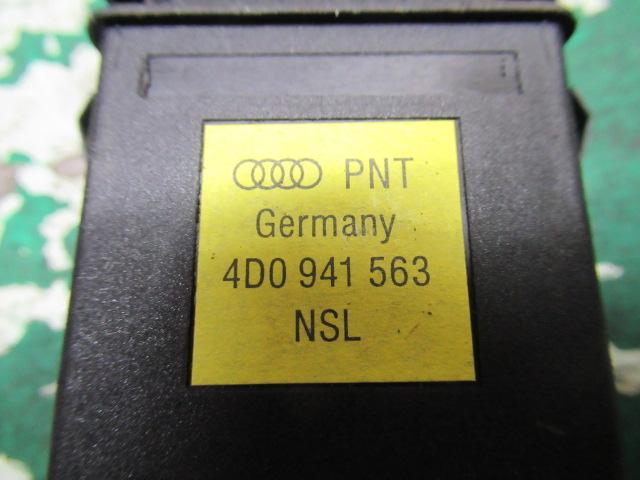 PNT
Germany
4D0 941 563
NSL